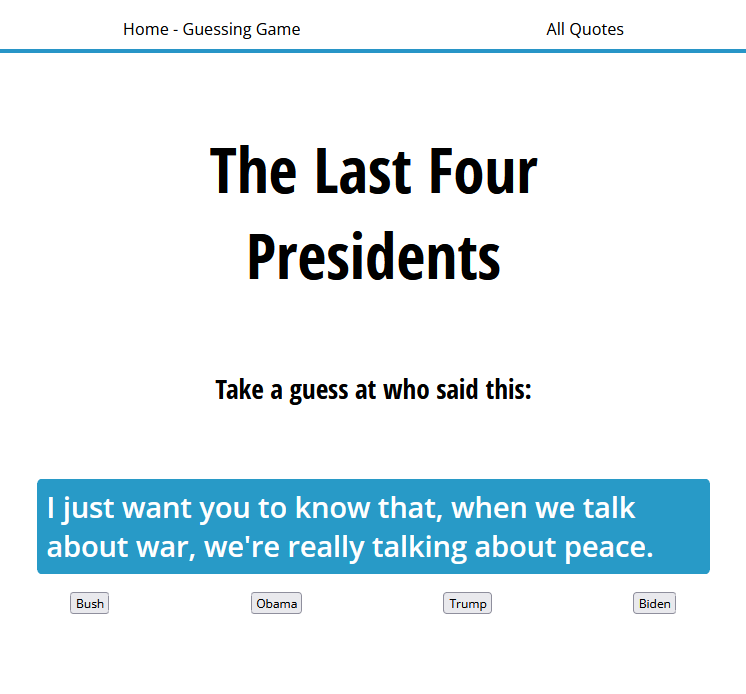 Home - Guessing Game All Quotes
The Last Four
Presidents
Take a guess at who said this:
I just want you to know that, when we talk
about war, we're really talking about peace.
Bush Obama Trump Biden